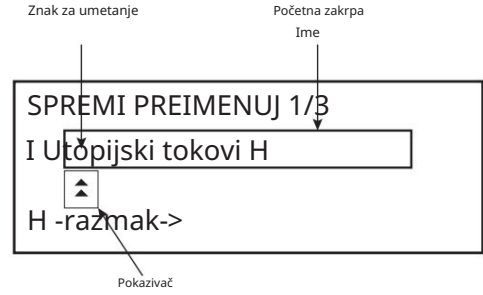 Znak za umetanje
Početna zakrpa
Ime
SPREMI PREIMENUJ 1/3
I Utopijski tokovi H
H -razmak->
Pokazivač